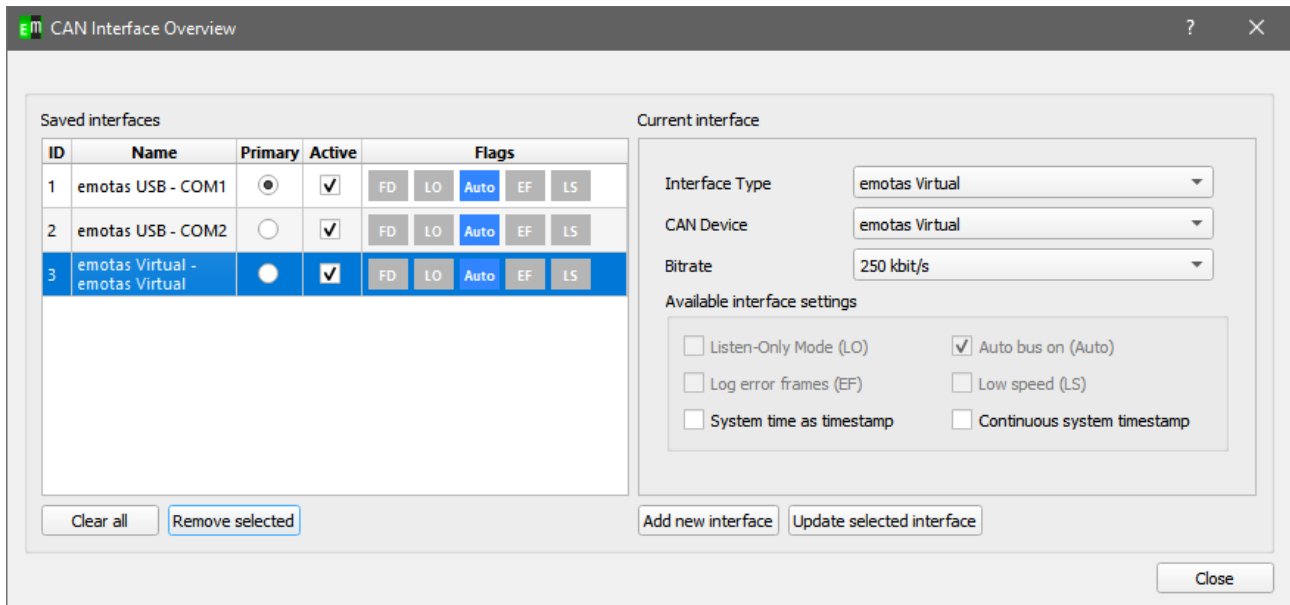 EM CAN Interface Overview ? ×
Saved interfaces
ID Name Primary Active Flags
1 emotas USB - COM1 FD LO Auto EF LS
2 emotas USB - COM2 FD LO Auto EF LS
3 emotas Virtual -
emotas Virtual FD LO Auto EF LS
Clear all Remove selected
Current interface
Interface Type emotas Virtual
CAN Device emotas Virtual
Bitrate 250 kbit/s
Available interface settings
Listen-Only Mode (LO) Auto bus on (Auto)
Log error frames (EF) Low speed (LS)
System time as timestamp Continuous system timestamp
Add new interface Update selected interface
Close